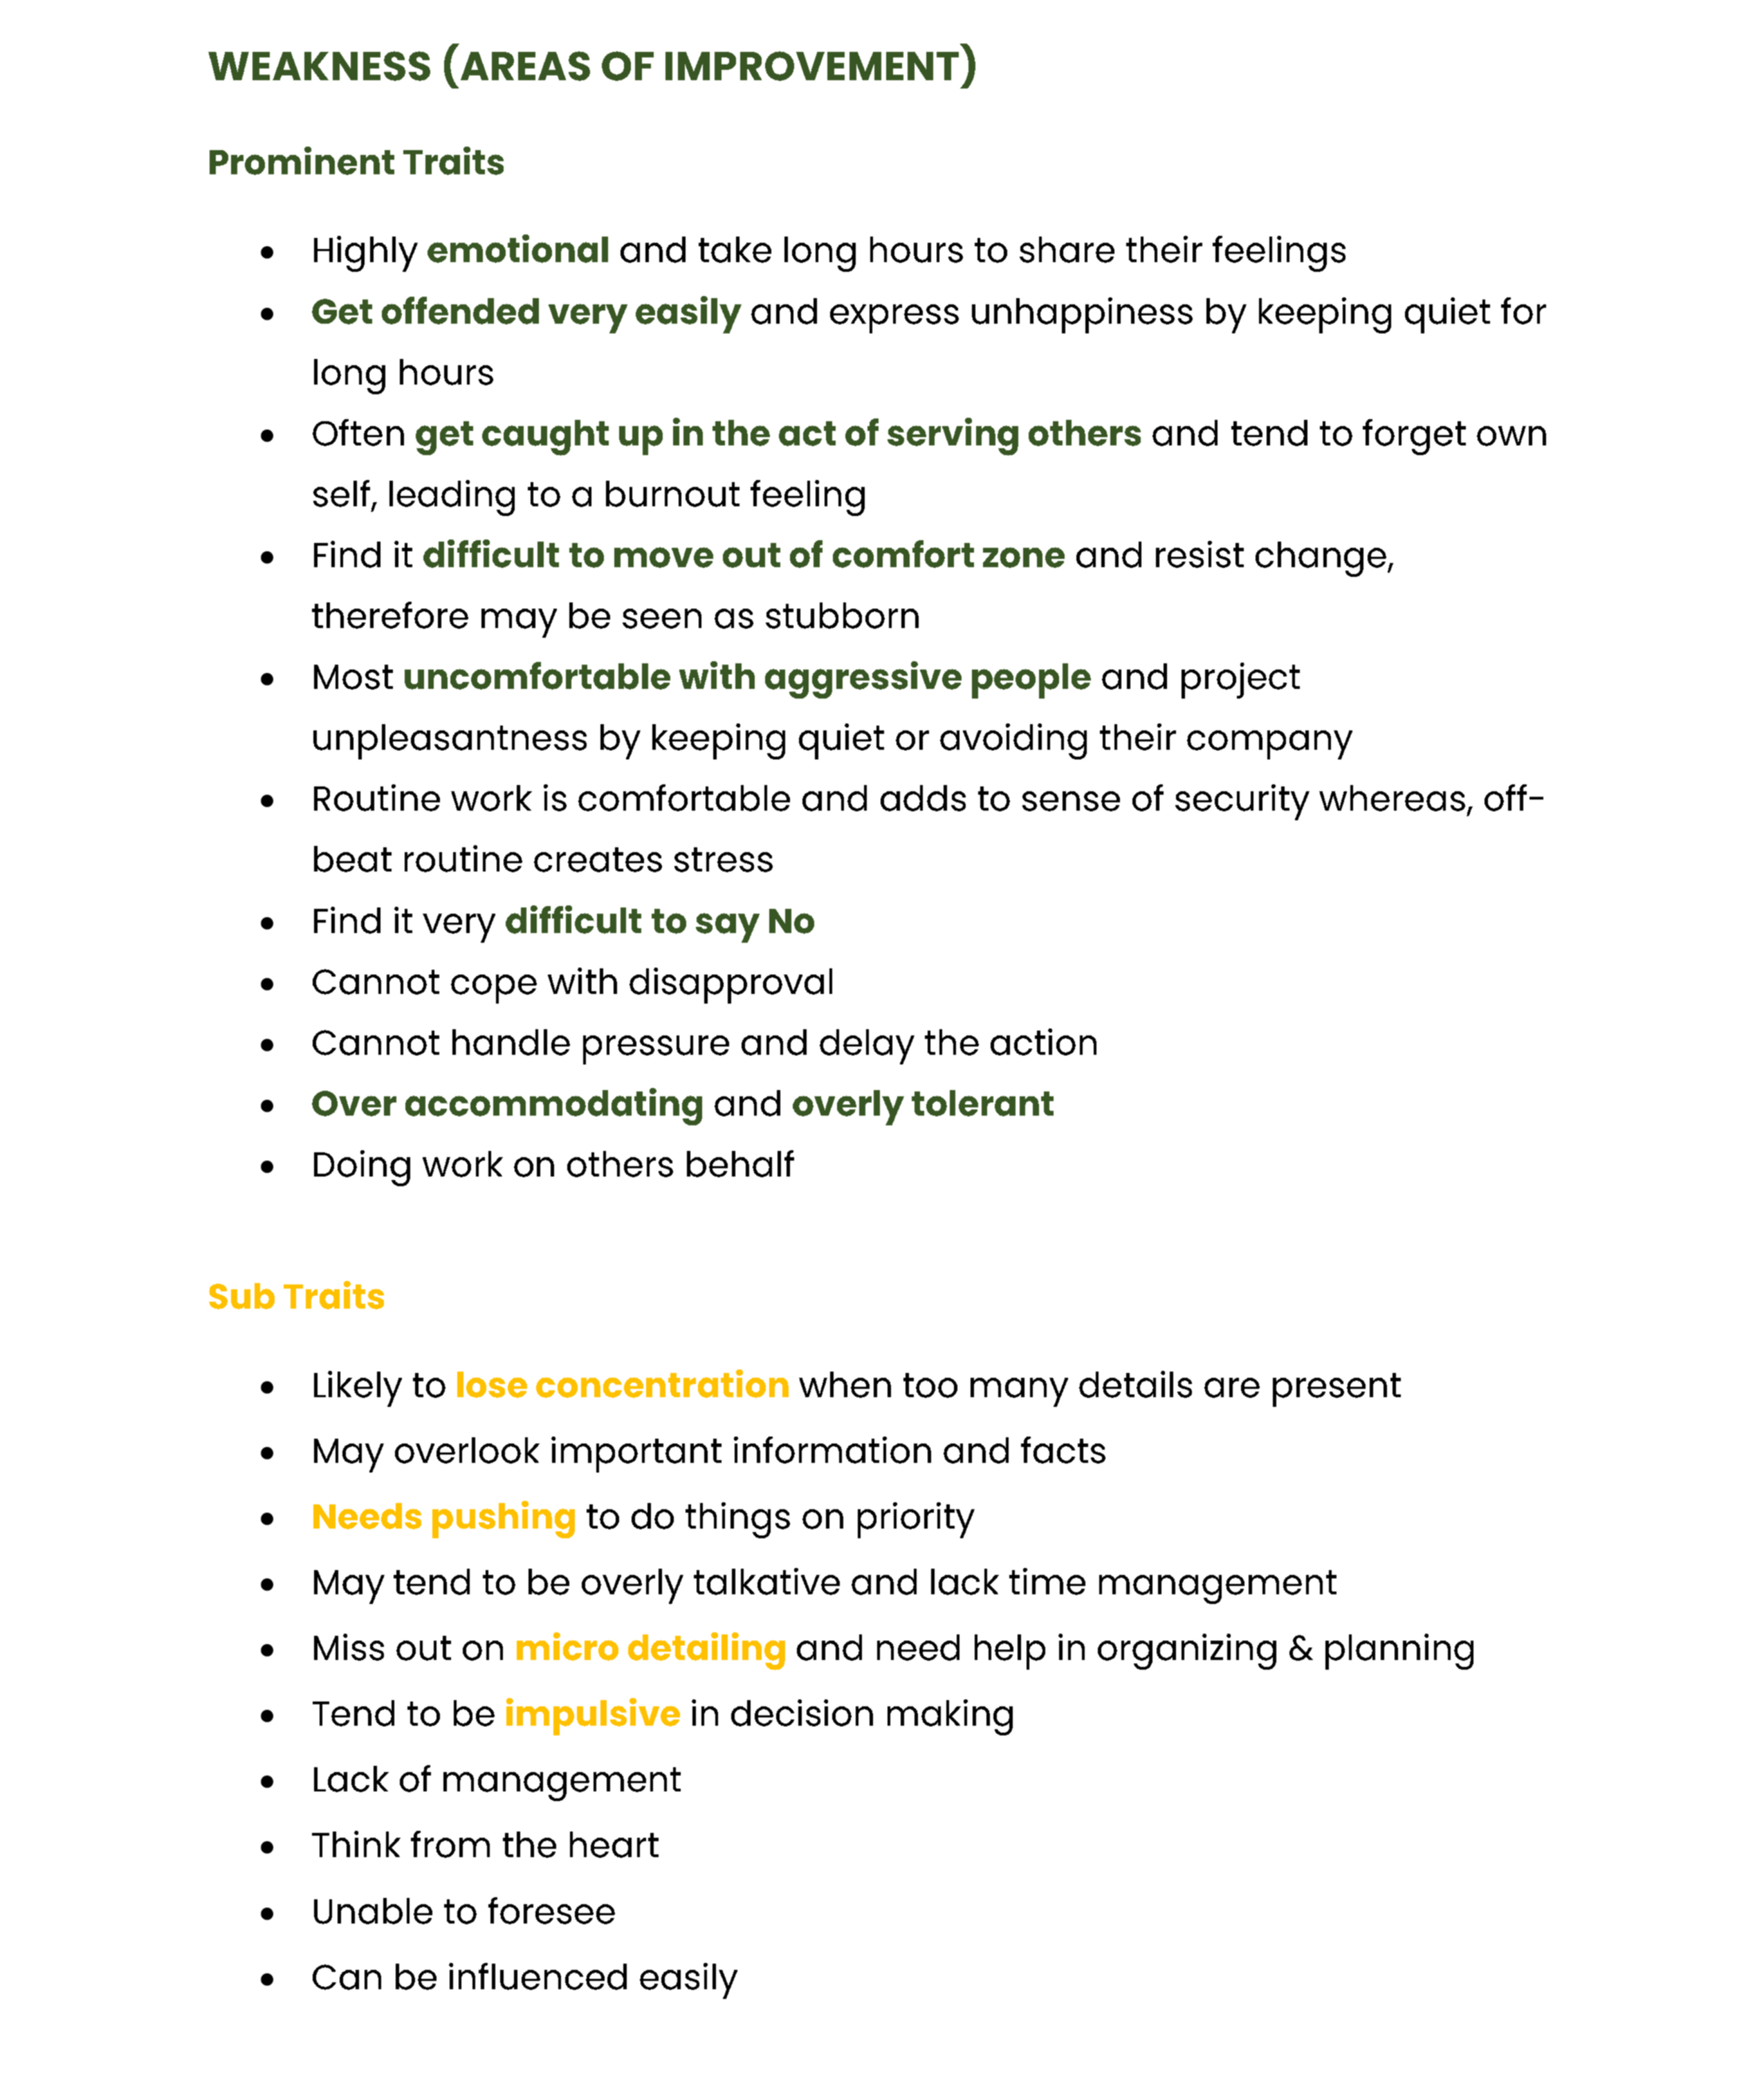 WEAKNESS (AREAS OF IMPROVEMENT)
Prominent Traits
• Highly emotional and take long hours to share their feelings
• Get offended very easily and express unhappiness by keeping quiet for
long hours
• Often get caught up in the act of serving others and tend to forget own
self, leading to a burnout feeling
• Find it difficult to move out of comfort zone and resist change,
therefore may be seen as stubborn
• Most uncomfortable with aggressive people and project
unpleasantness by keeping quiet or avoiding their company
• Routine work is comfortable and adds to sense of security whereas, off-
beat routine creates stress
• Find it very difficult to say No
• Cannot cope with disapproval
• Cannot handle pressure and delay the action
• Over accommodating and overly tolerant
• Doing work on others behalf
Sub Traits
• Likely to lose concentration when too many details are present
• May overlook important information and facts
• Needs pushing to do things on priority
• May tend to be overly talkative and lack time management
• Miss out on micro detailing and need help in organizing & planning
• Tend to be impulsive in decision making
• Lack of management
• Think from the heart
• Unable to foresee
• Can be influenced easily